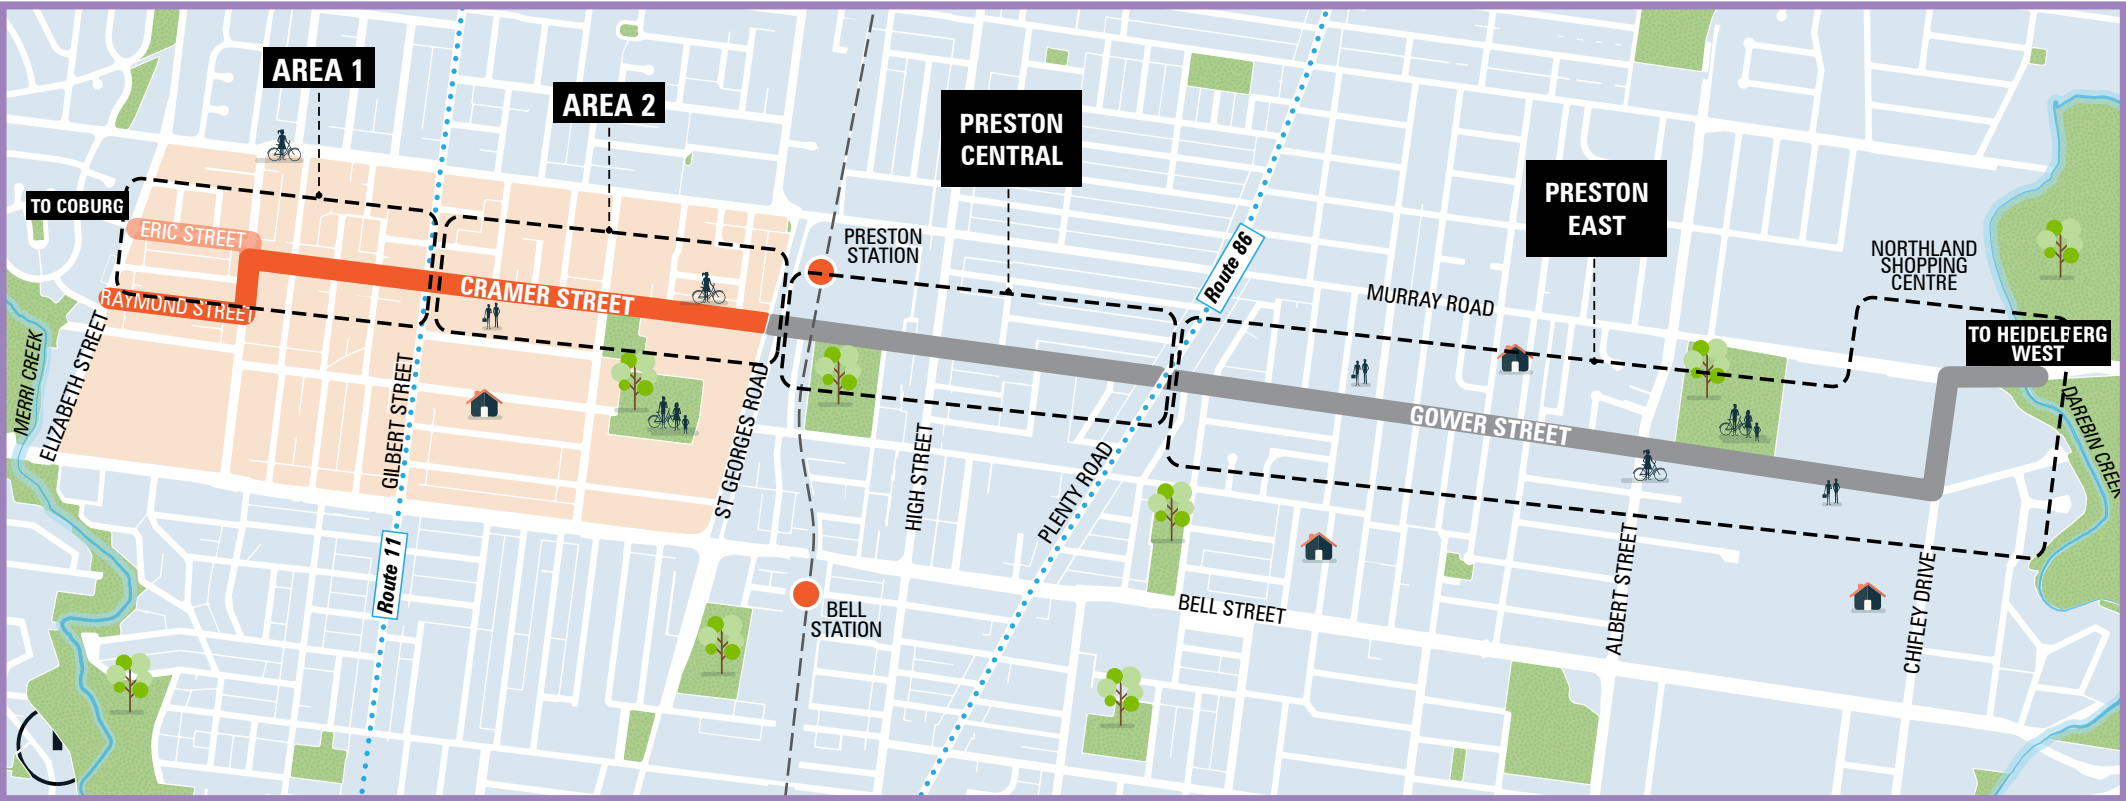 AREA 1
AREA 2
PRESTON
CENTRAL
PRESTON
EAST
TO COBURG
ERIC STREET
RAYMOND STREET
CRAMER STREET
PRESTON
STATION
Route 86
MURRAY ROAD
NORTHLAND
SHOPPING
CENTRE
TO HEIDELBERG
WEST
GOWER STREET
MERRI CREEK
ELIZABETH STREET
GILBERT STREET
ST GEORGES ROAD
HIGH STREET
PLENTY ROAD
DAREBIN CREEK
Route 11
BELL
STATION
BELL STREET
ALBERT STREET
CHIFLEY DRIVE